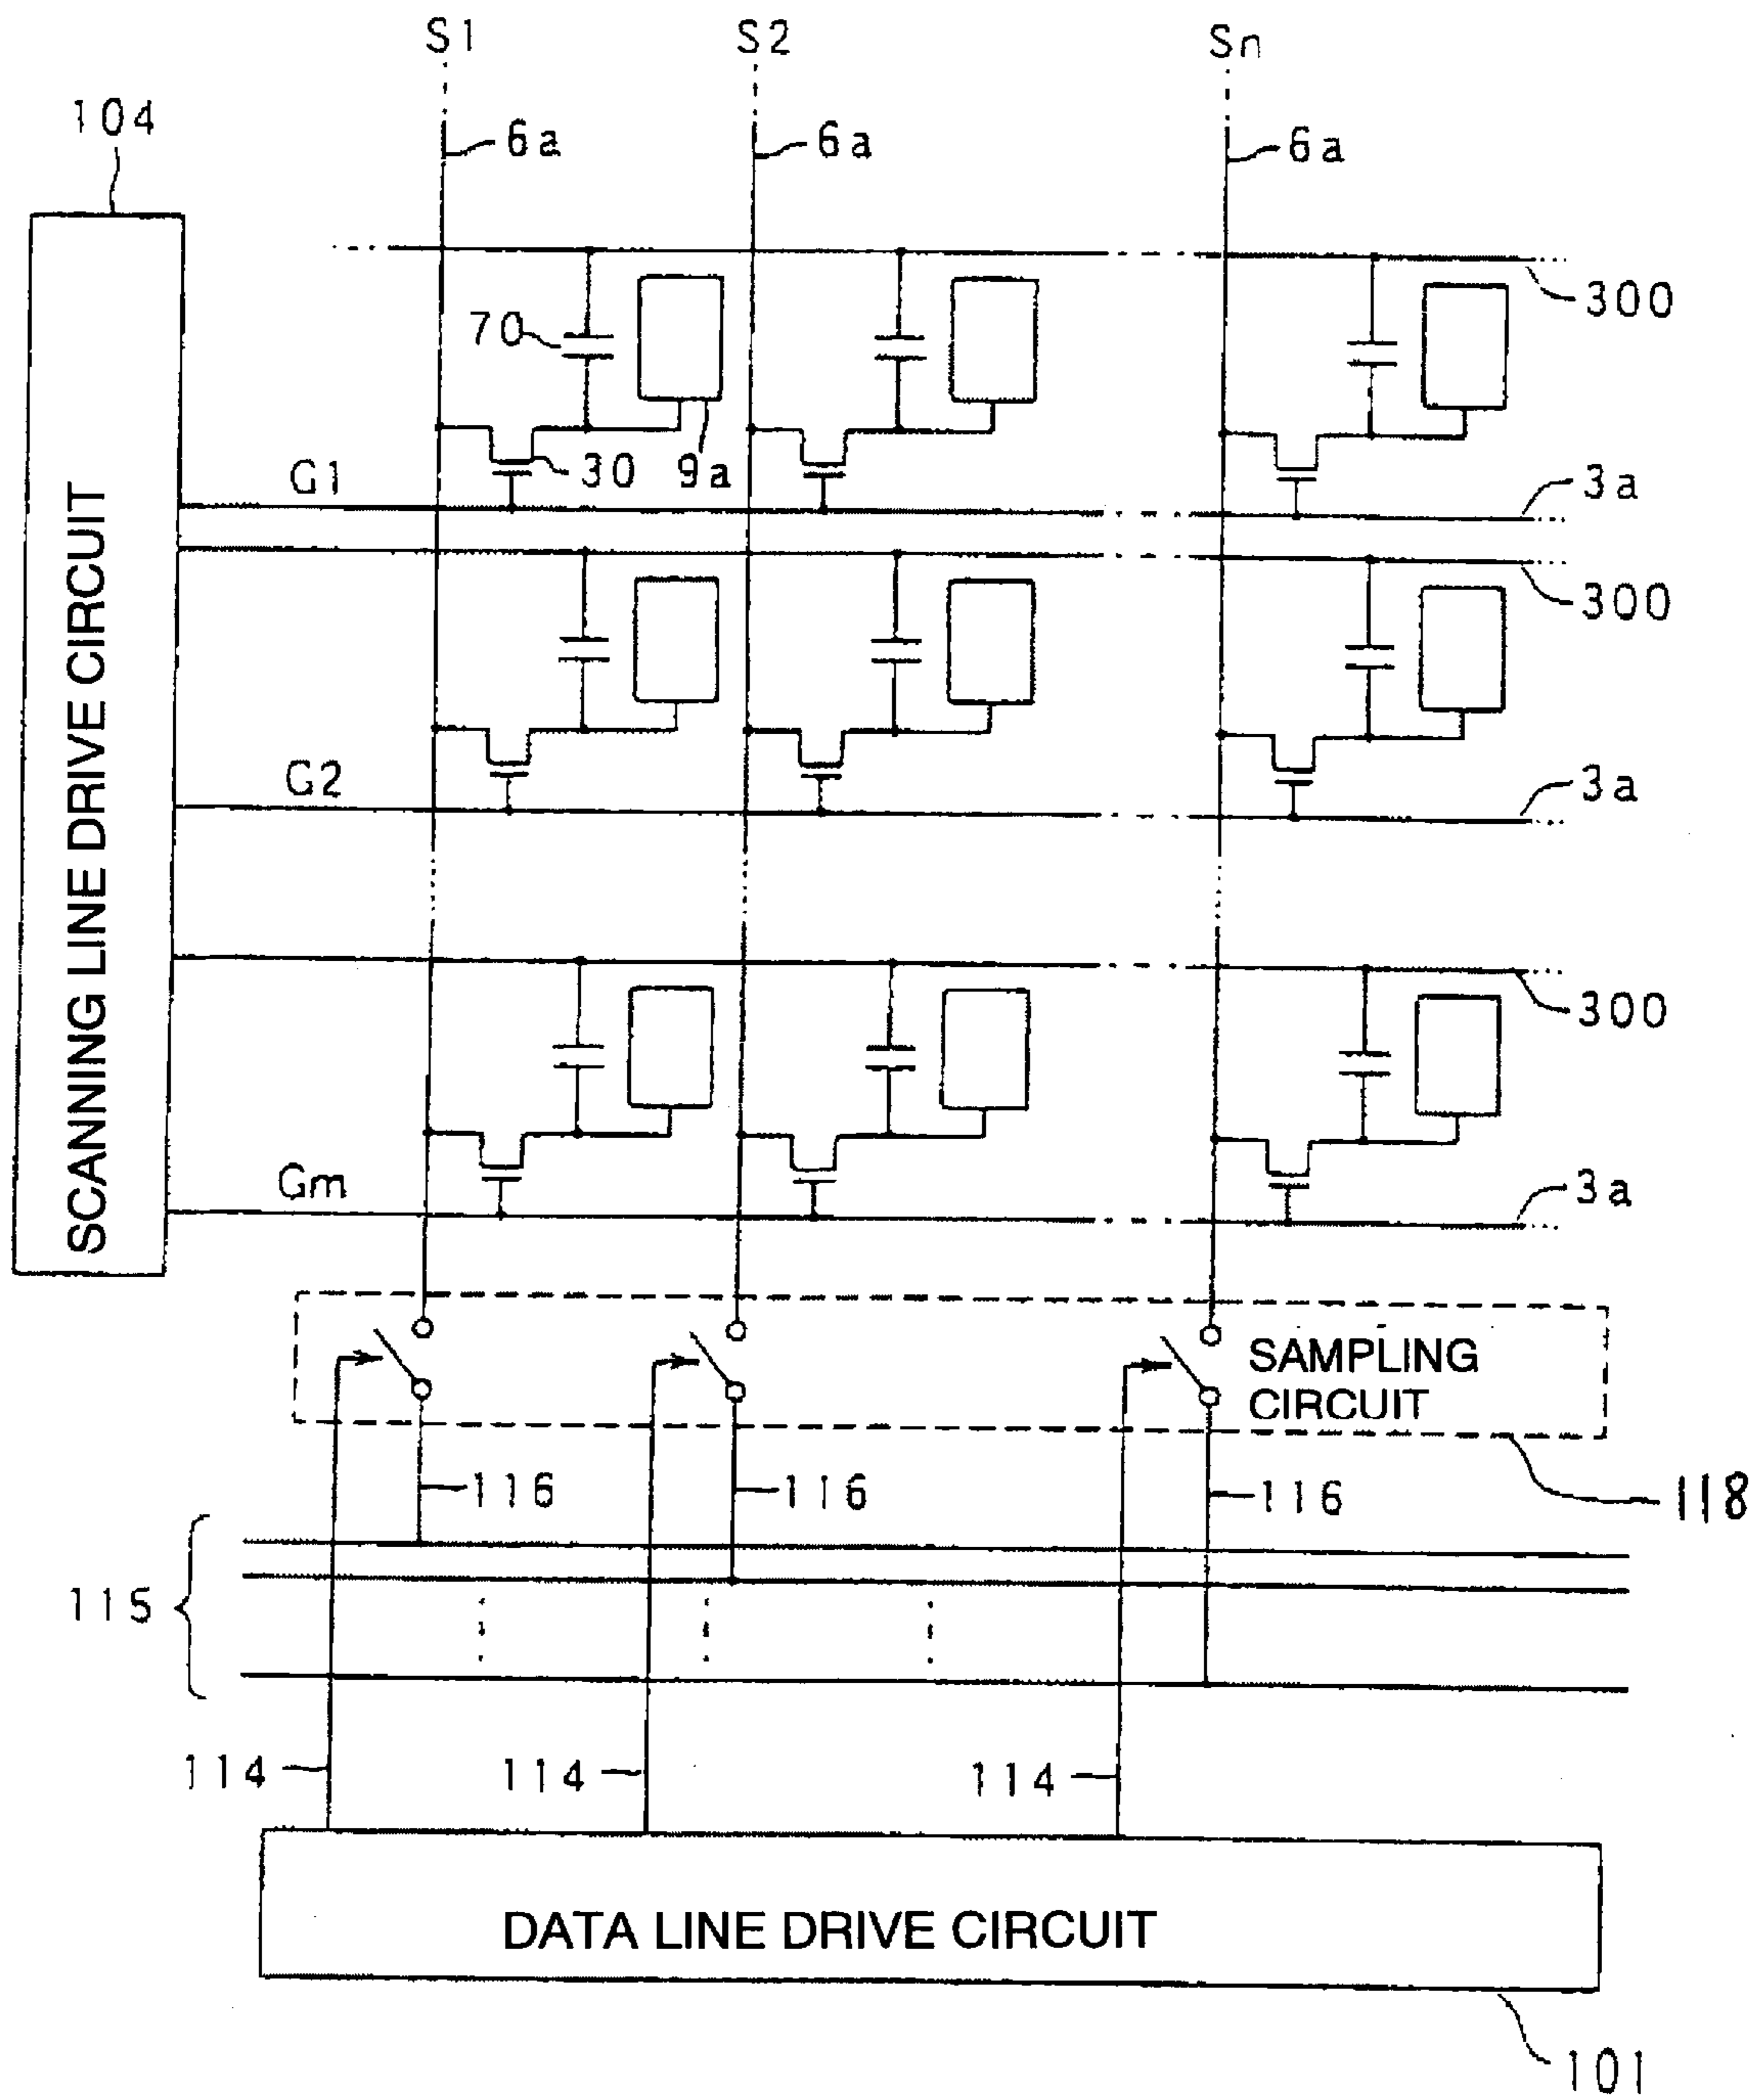 S1 S2 Sn
104
6a 6a 6a
300
70
30 9a
G1 3a
300
G2 3a
SCANNING LINE DRIVE CIRCUIT
300
Gm 3a
SAMPLING
CIRCUIT
116 116 116 118
115
114 114 114
DATA LINE DRIVE CIRCUIT
101